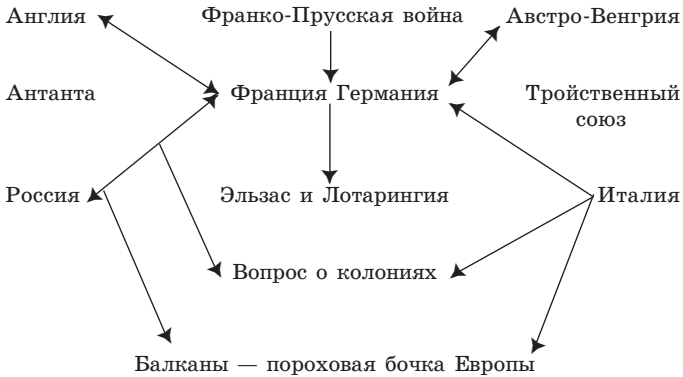 Англия Франко-Прусская война Австро-Венгрия
Антанта Франция Германия Тройственный
союз
Россия Эльзас и Лотарингия Италия
Вопрос о колониях
Балканы — пороховая бочка Европы